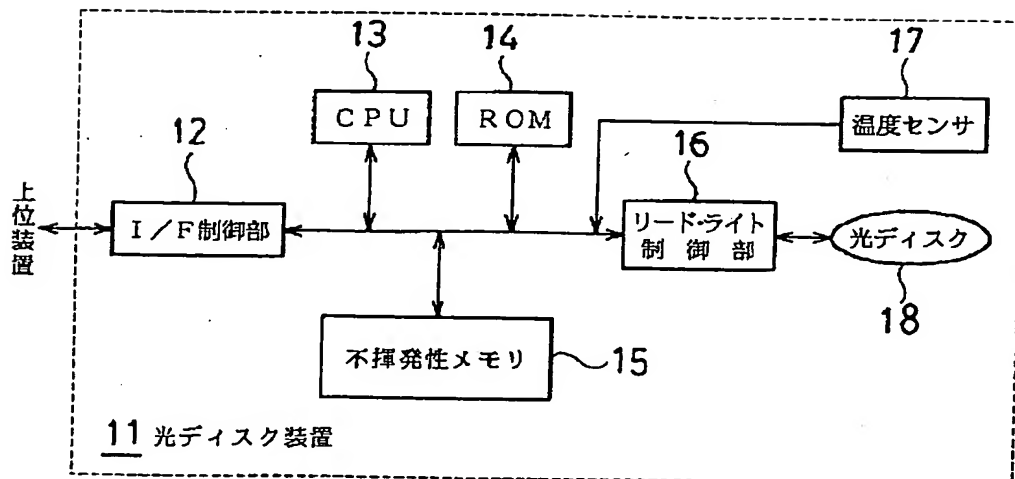 13
14
17
CPU
ROM
温度センサ
12
16
上位装置
I/F制御部
リード・ライト
制御部
光ディスク
18
不揮発性メモリ
15
11 光ディスク装置